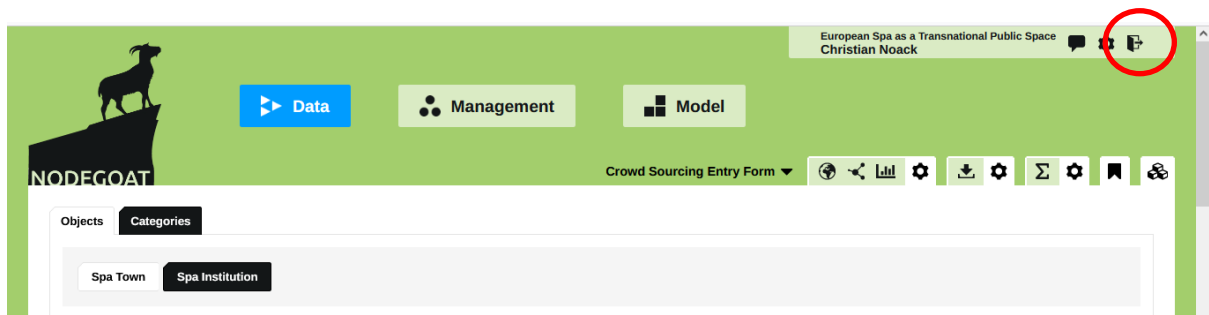 European Spa as a Transnational Public Space
Christian Noack
Data
Management
Model
NODEGOAT
Crowd Sourcing Entry Form
Objects
Categories
Spa Town
Spa Institution